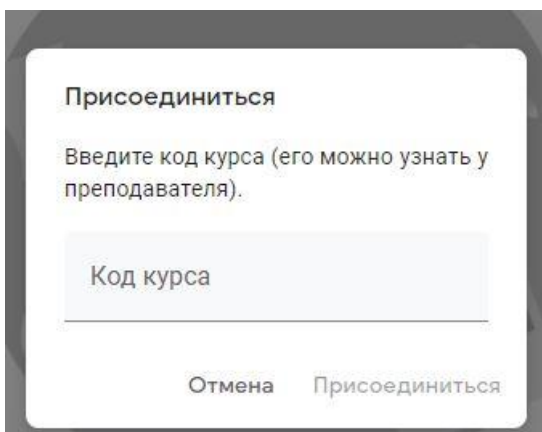 Присоединиться
Введите код курса (его можно узнать у
преподавателя).
Код курса
Отмена Присоединиться